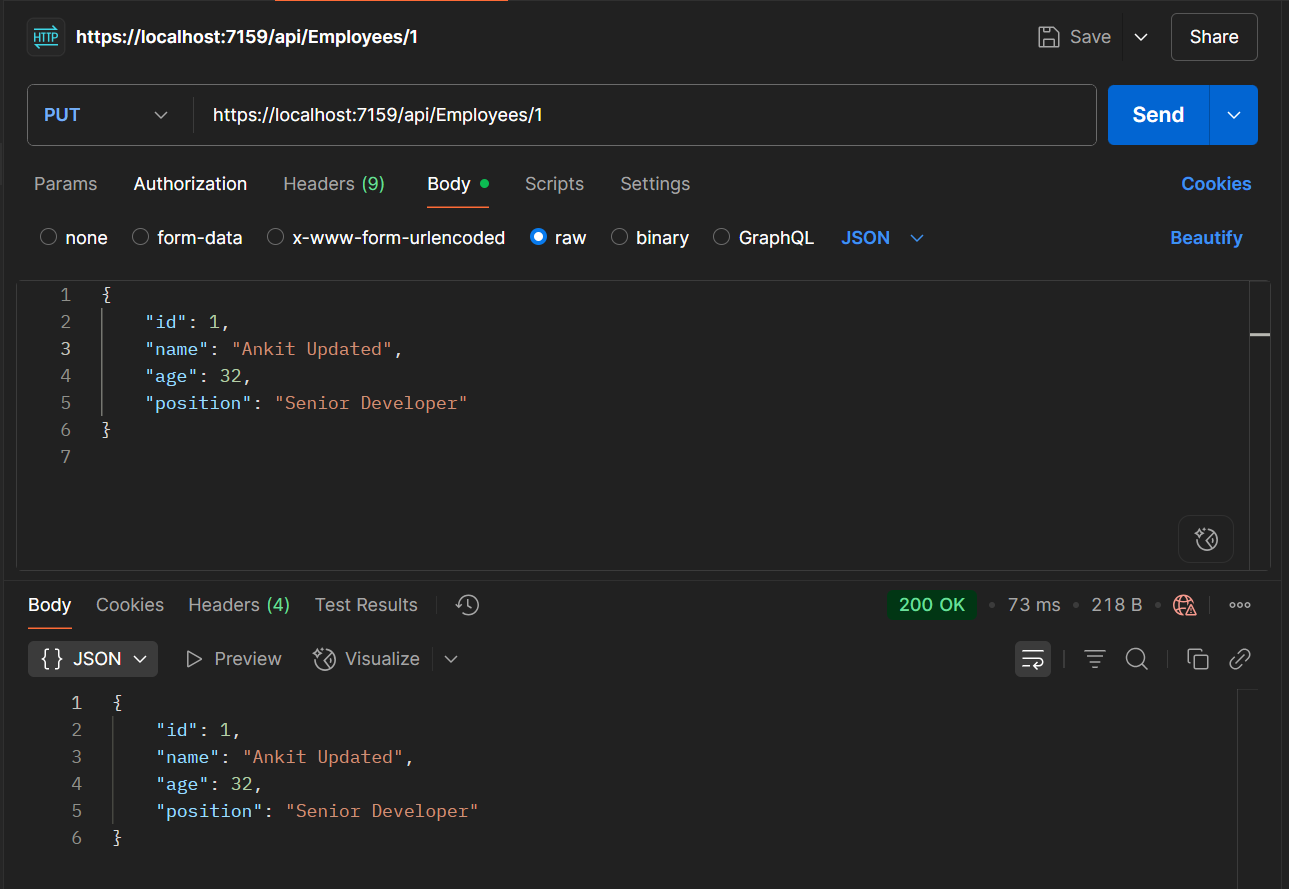 HTTP https://localhost:7159/api/Employees/1 Save Share
PUT https://localhost:7159/api/Employees/1 Send
Params Authorization Headers (9) Body Scripts Settings Cookies
none form-data x-www-form-urlencoded raw binary GraphQL JSON Beautify
1 {
2 "id": 1,
3 "name": "Ankit Updated",
4 "age": 32,
5 "position": "Senior Developer"
6 }
7
Body Cookies Headers (4) Test Results 200 OK • 73 ms • 218 B •
{} JSON Preview Visualize
1 {
2 "id": 1,
3 "name": "Ankit Updated",
4 "age": 32,
5 "position": "Senior Developer"
6 }